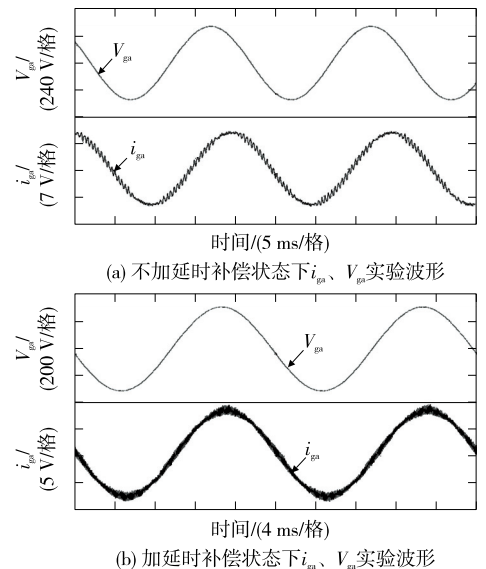 V_ga/
(240 V/格)
V_ga
i_ga/
(7 V/格)
i_ga
时间/(5 ms/格)
(a) 不加延时补偿状态下i_ga、V_ga实验波形
V_ga/
(200 V/格)
V_ga
i_ga/
(5 V/格)
i_ga
时间/(4 ms/格)
(b) 加延时补偿状态下i_ga、V_ga实验波形